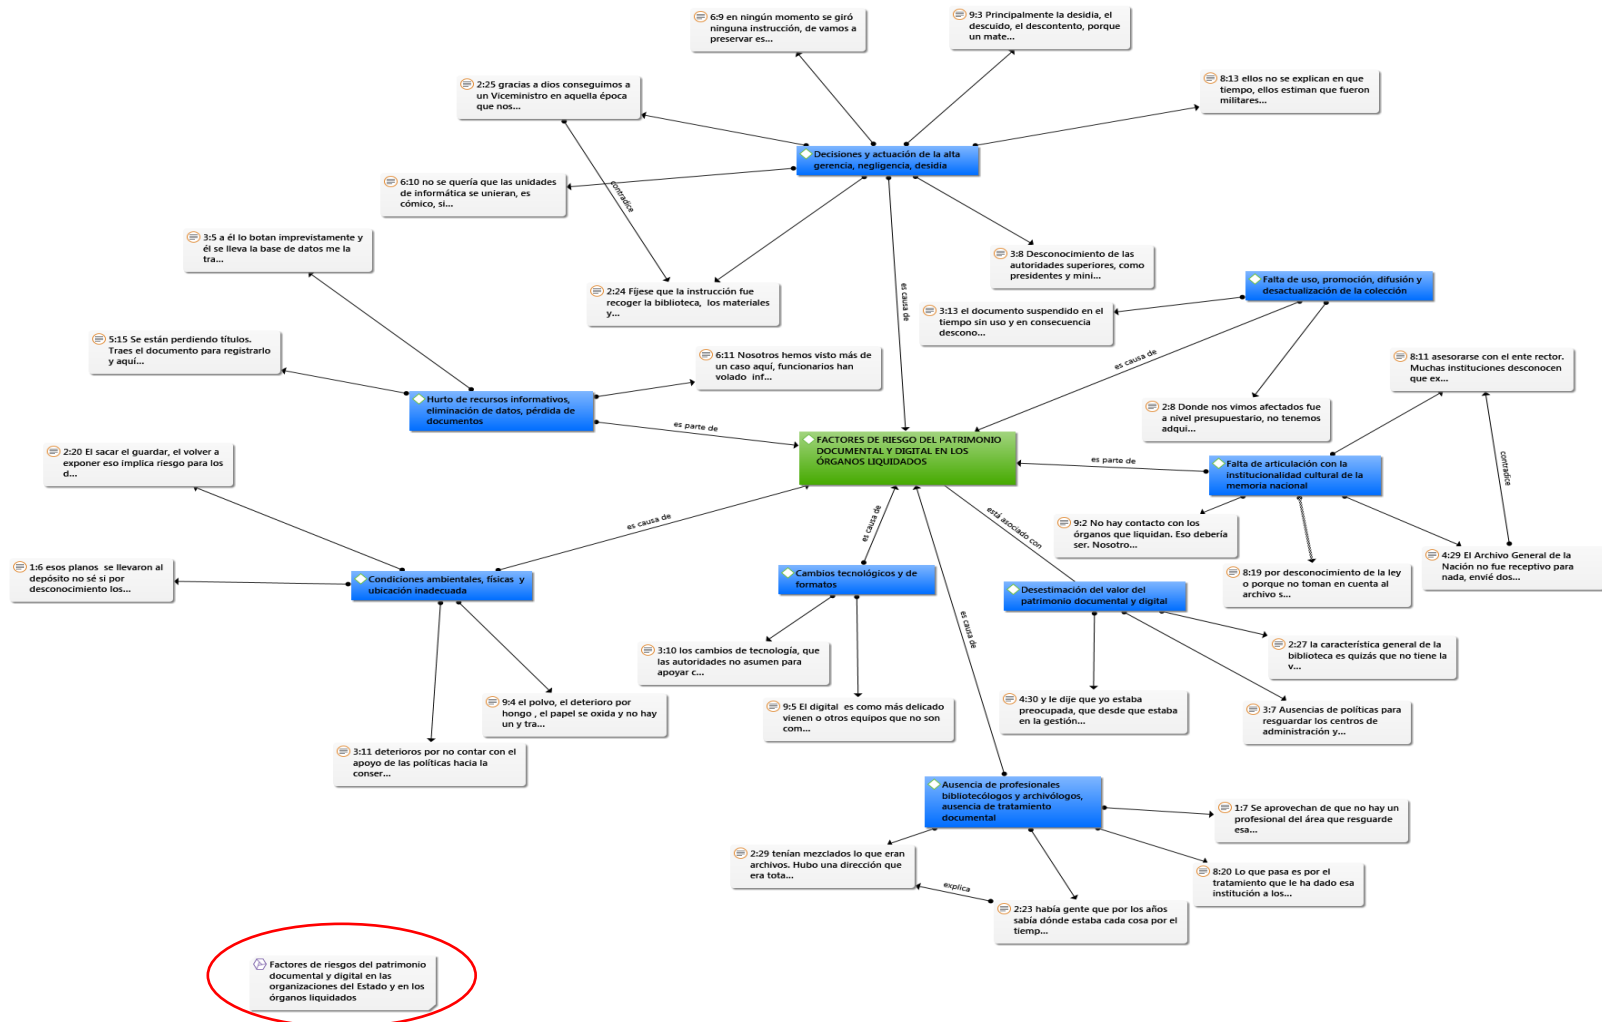 6:9 en ningún momento se giró
ninguna instrucción, de vamos a
preservar es...
9:3 Principalmente la desidia, el
descuido, el descontento, porque
un mate...
2:25 gracias a dios conseguimos a
un Viceministro en aquella época
que nos...
8:13 ellos no se explican en que
tiempo, ellos estiman que fueron
militares...
Decisiones y actuación de la alta
gerencia, negligencia, desidia
6:10 no se quería que las unidades
de informática se unieran, es
cómico, si...
contradice
3:5 a él lo botan imprevistamente y
él se lleva la base de datos me la
tra...
3:8 Desconocimiento de las
autoridades superiores, como
presidentes y mini...
2:24 Fíjese que la instrucción fue
recoger la biblioteca, los materiales
y...
es causa de
Falta de uso, promoción, difusión y
desactualización de la colección
3:13 el documento suspendido en el
tiempo sin uso y en consecuencia
descono...
5:15 Se están perdiendo títulos.
Traes el documento para registrarlo
y aquí...
6:11 Nosotros hemos visto más de
un caso aquí, funcionarios han
volado inf...
es causa de
8:11 asesorarse con el ente rector.
Muchas instituciones desconocen
que ex...
Hurto de recursos informativos,
eliminación de datos, pérdida de
documentos
es parte de
2:8 Donde nos vimos afectados fue
a nivel presupuestario, no tenemos
adqui...
FACTORES DE RIESGO DEL PATRIMONIO
DOCUMENTAL Y DIGITAL EN LOS
ÓRGANOS LIQUIDADOS
2:20 El sacar el guardar, el volver a
exponer eso implica riesgo para los
d...
es parte de
Falta de articulación con la
institucionalidad cultural de la
memoria nacional
contradice
es causa de
es causa de
está asociado con
9:2 No hay contacto con los
órganos que liquidan. Eso debería
ser. Nosotro...
4:29 El Archivo General de la
Nación no fue receptivo para
nada, envié dos...
8:19 por desconocimiento de la ley
o porque no toman en cuenta al
archivo s...
1:6 esos planos se llevaron al
depósito no sé si por
desconocimiento los...
Condiciones ambientales, físicas y
ubicación inadecuada
Cambios tecnológicos y de
formatos
Desestimación del valor del
patrimonio documental y digital
es causa de
3:10 los cambios de tecnología, que
las autoridades no asumen para
apoyar c...
2:27 la característica general de la
biblioteca es quizás que no tiene la
v...
9:4 el polvo, el deterioro por
hongo , el papel se oxida y no hay
un y tra...
9:5 El digital es como más delicado
vienen o otros equipos que no son
com...
4:30 y le dije que yo estaba
preocupada, que desde que estaba
en la gestión...
3:7 Ausencias de políticas para
resguardar los centros de
administración y...
3:11 deterioros por no contar con el
apoyo de las políticas hacia la
conser...
Ausencia de profesionales
bibliotecólogos y archivólogos,
ausencia de tratamiento
documental
1:7 Se aprovechan de que no hay un
profesional del área que resguarde
esa...
2:29 tenían mezclados lo que eran
archivos. Hubo una dirección que
era tota...
explica
8:20 Lo que pasa es por el
tratamiento que le ha dado esa
institución a los...
2:23 había gente que por los años
sabía dónde estaba cada cosa por el
tiemp...
Factores de riesgos del patrimonio
documental y digital en las
organizaciones del Estado y en los
órganos liquidados